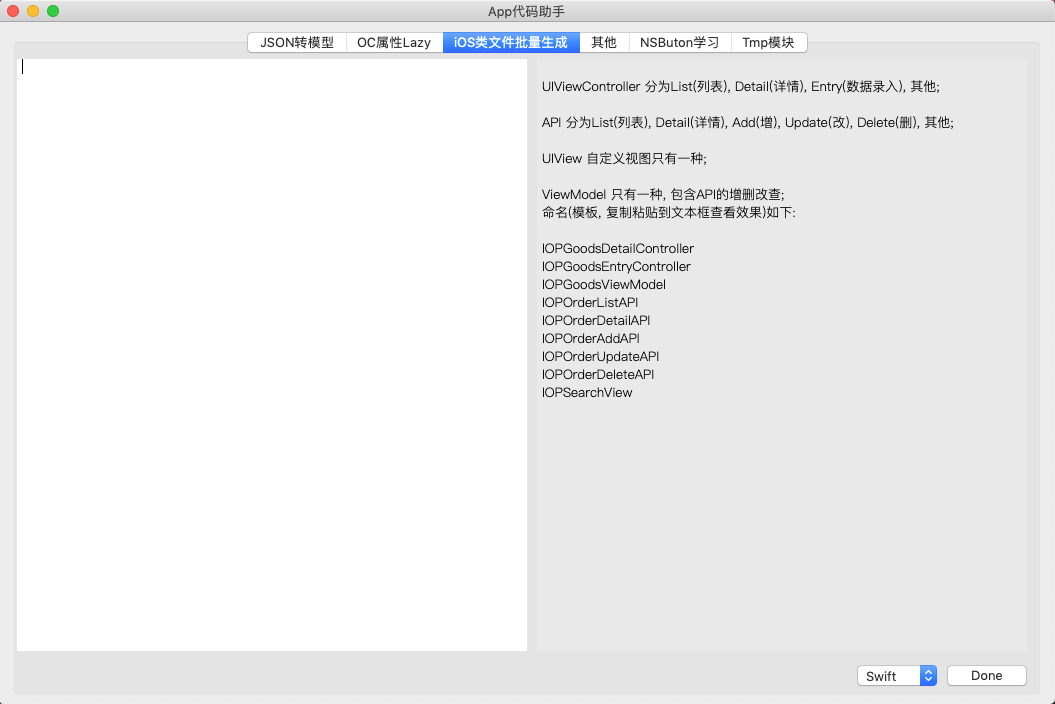 App代码助手
JSON转模型 OC属性Lazy iOS类文件批量生成 其他 NSButon学习 Tmp模块
UIViewController 分为List(列表), Detail(详情), Entry(数据录入), 其他;
API 分为List(列表), Detail(详情), Add(增), Update(改), Delete(删), 其他;
UIView 自定义视图只有一种;
ViewModel 只有一种, 包含API的增删改查;
命名(模板, 复制粘贴到文本框查看效果)如下:
IOPGoodsDetailController
IOPGoodsEntryController
IOPGoodsViewModel
IOPOrderListAPI
IOPOrderDetailAPI
IOPOrderAddAPI
IOPOrderUpdateAPI
IOPOrderDeleteAPI
IOPSearchView
Swift Done